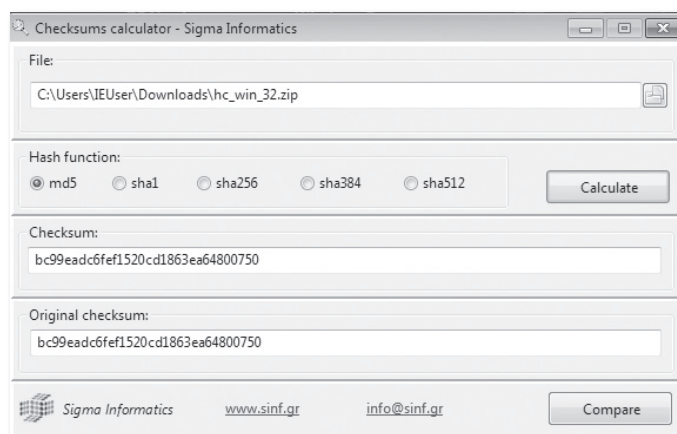 Checksums calculator - Sigma Informatics
File:
C:\Users\IEUser\Downloads\hc_win_32.zip
Hash function:
md5 sha1 sha256 sha384 sha512 Calculate
Checksum:
bc99eadc6fef1520cd1863ea64800750
Original checksum:
bc99eadc6fef1520cd1863ea64800750
Sigma Informatics www.sinf.gr info@sinf.gr Compare